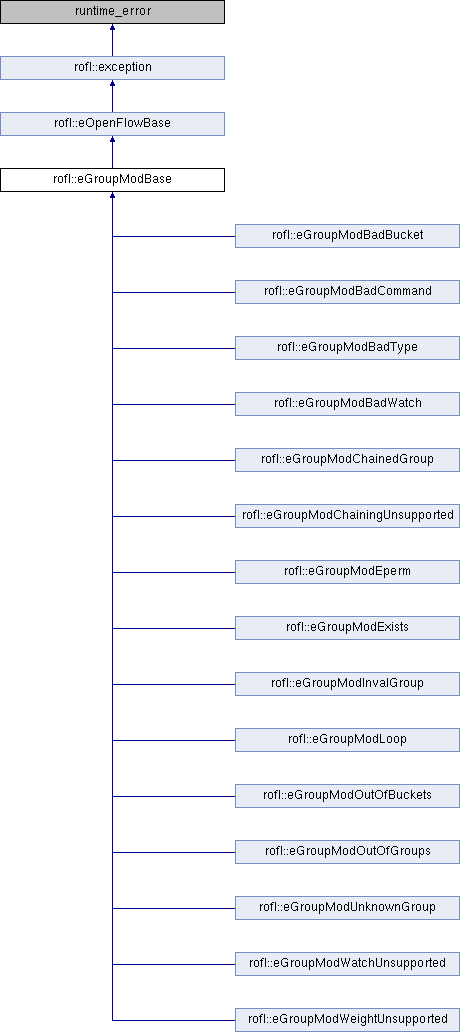 runtime_error
rofl::exception
rofl::eOpenFlowBase
rofl::eGroupModBase
rofl::eGroupModBadBucket
rofl::eGroupModBadCommand
rofl::eGroupModBadType
rofl::eGroupModBadWatch
rofl::eGroupModChainedGroup
rofl::eGroupModChainingUnsupported
rofl::eGroupModEperm
rofl::eGroupModExists
rofl::eGroupModInvalGroup
rofl::eGroupModLoop
rofl::eGroupModOutOfBuckets
rofl::eGroupModOutOfGroups
rofl::eGroupModUnknownGroup
rofl::eGroupModWatchUnsupported
rofl::eGroupModWeightUnsupported